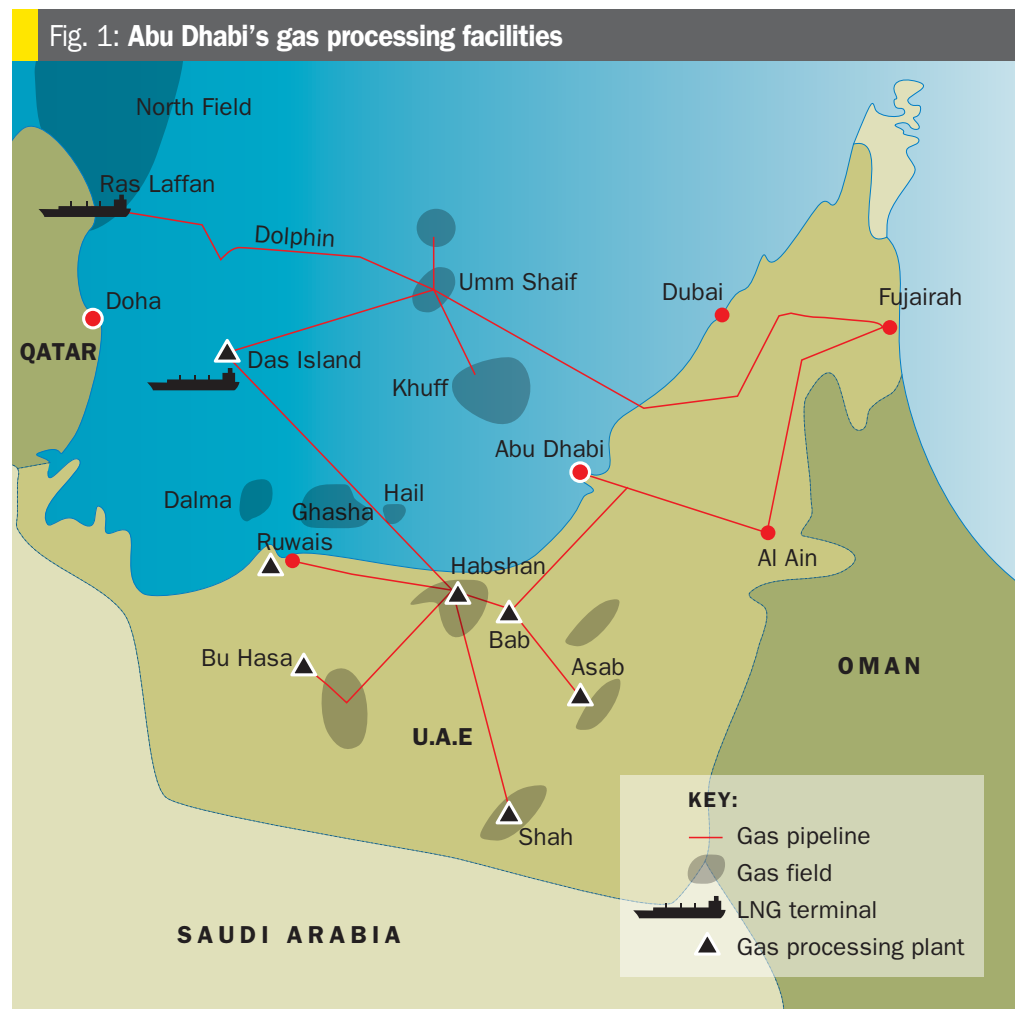 Fig. 1: Abu Dhabi's gas processing facilities
North Field
Ras Laffan
Dolphin
Umm Shaif
Dubai
Fujairah
Doha
QATAR
Das Island
Khuff
Abu Dhabi
Dalma
Ghasha
Hail
Ruwais
Habshan
Al Ain
Bab
Bu Hasa
Asab
OMAN
U.A.E
Shah
SAUDI ARABIA
KEY:
Gas pipeline
Gas field
LNG terminal
Gas processing plant